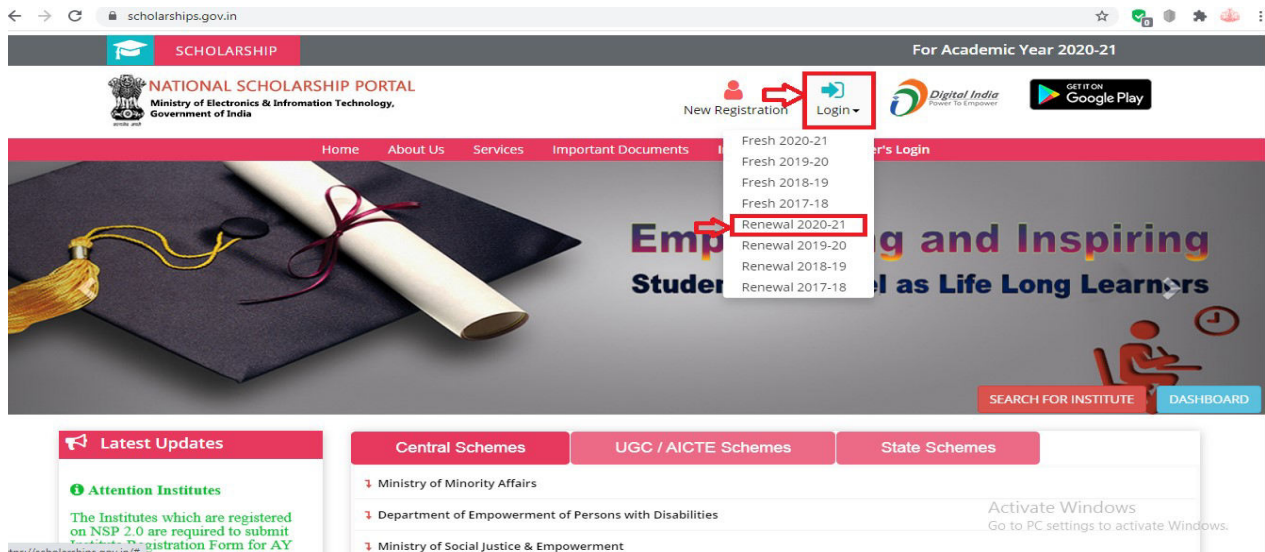 scholarships.gov.in
SCHOLARSHIP
For Academic Year 2020-21
NATIONAL SCHOLARSHIP PORTAL
Ministry of Electronics & Infromation Technology,
Government of India
New Registration
Login
Digital India
Power To Empower
GET IT ON
Google Play
Home About Us Services Important Documents er's Login
Fresh 2020-21
Fresh 2019-20
Fresh 2018-19
Fresh 2017-18
Renewal 2020-21
Renewal 2019-20
Renewal 2018-19
Renewal 2017-18
Emp g and Inspiring
Studen el as Life Long Learners
SEARCH FOR INSTITUTE
DASHBOARD
Latest Updates
Attention Institutes
The Institutes which are registered
on NSP 2.0 are required to submit
Registration Form for AY
Central Schemes
UGC / AICTE Schemes
State Schemes
Ministry of Minority Affairs
Department of Empowerment of Persons with Disabilities
Ministry of Social Justice & Empowerment
Activate Windows
Go to PC settings to activate Windows.